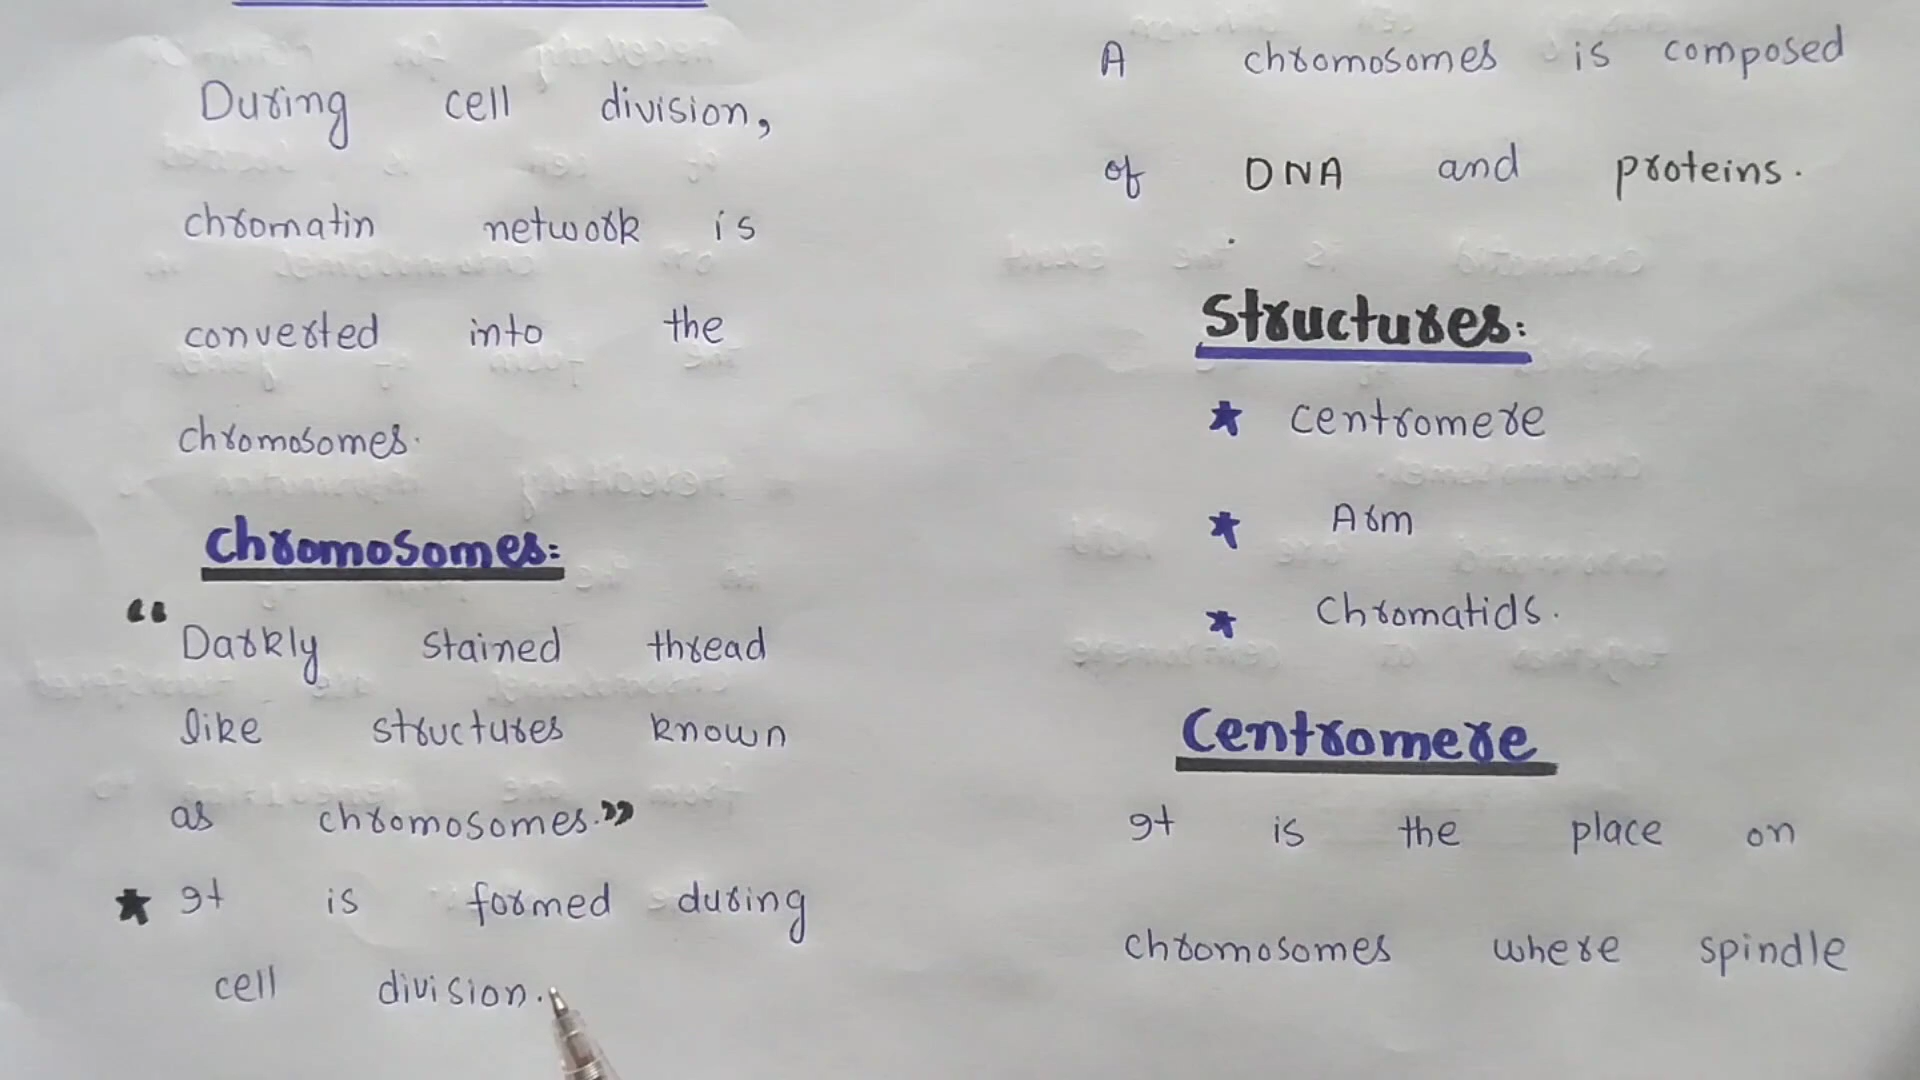 During cell division,
chromatin network is
converted into the
chromosomes.
Chromosomes:
“Darkly stained thread
like structures known
as chromosomes.”
★ It is formed during
cell division.
A chromosomes is composed
of DNA and proteins.
Structures:
★ Centromere
★ Arm
★ Chromatids.
Centromere
It is the place on
chromosomes where spindle